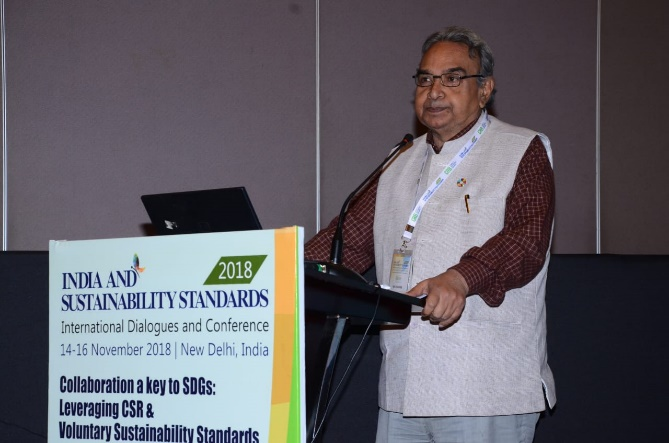 INDIA AND
2018
SUSTAINABILITY STANDARDS
International Dialogues and Conference
14-16 November 2018 | New Delhi, India
Collaboration a key to SDGs:
Leveraging CSR &
Voluntary Sustainability Standards